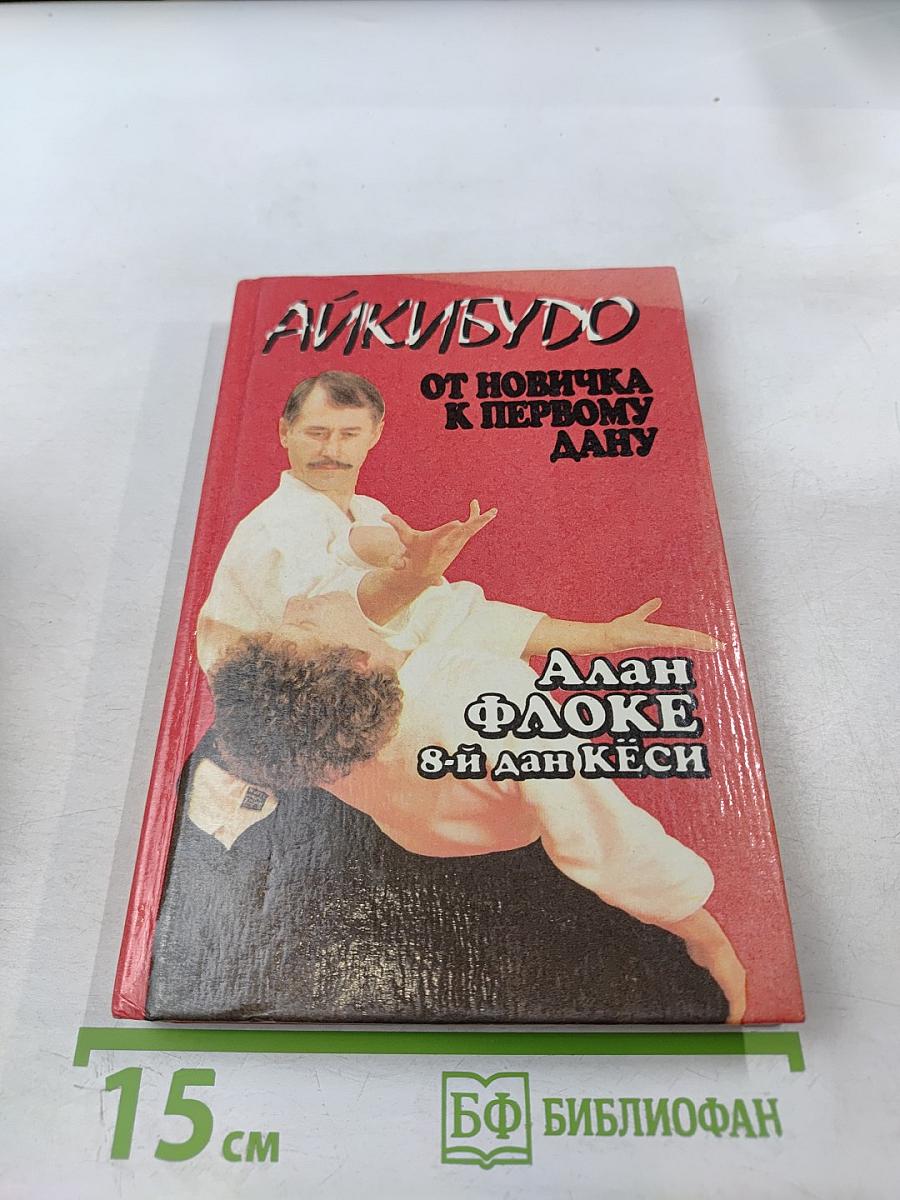 АЙКИБУДО
ОТ НОВИЧКА
К ПЕРВОМУ
ДАНУ
Алан
ФЛОКЕ
8-й дан КЁСИ
15 см
БФ БИБЛИОФАН